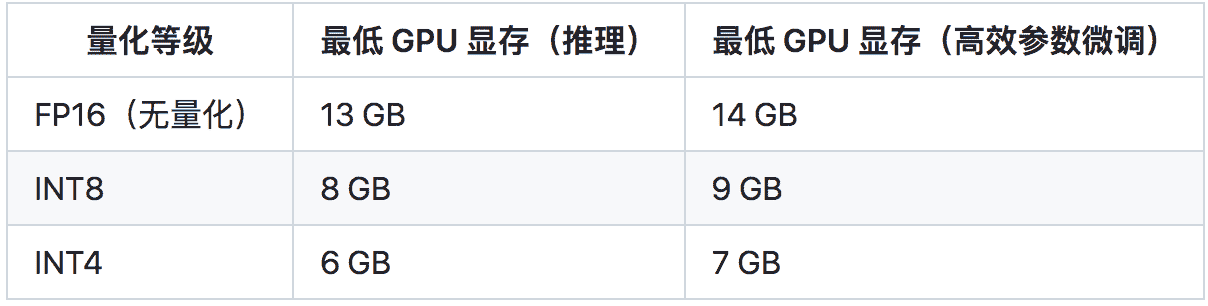 量化等级 最低 GPU 显存（推理） 最低 GPU 显存（高效参数微调）
FP16（无量化） 13 GB 14 GB
INT8 8 GB 9 GB
INT4 6 GB 7 GB